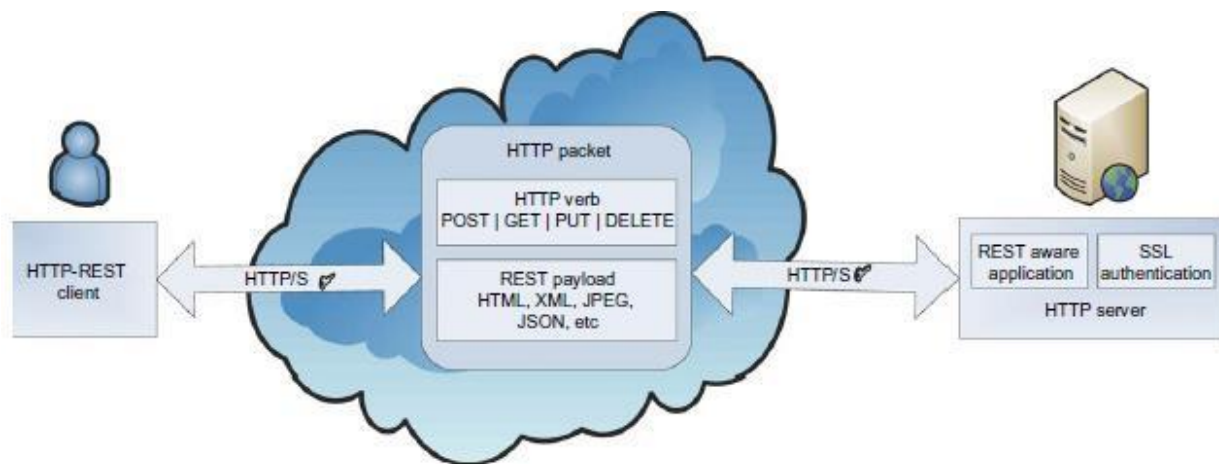 HTTP-REST
client
HTTP/S
HTTP packet
HTTP verb
POST | GET | PUT | DELETE
REST payload
HTML, XML, JPEG,
JSON, etc
HTTP/S
REST aware
application
SSL
authentication
HTTP server